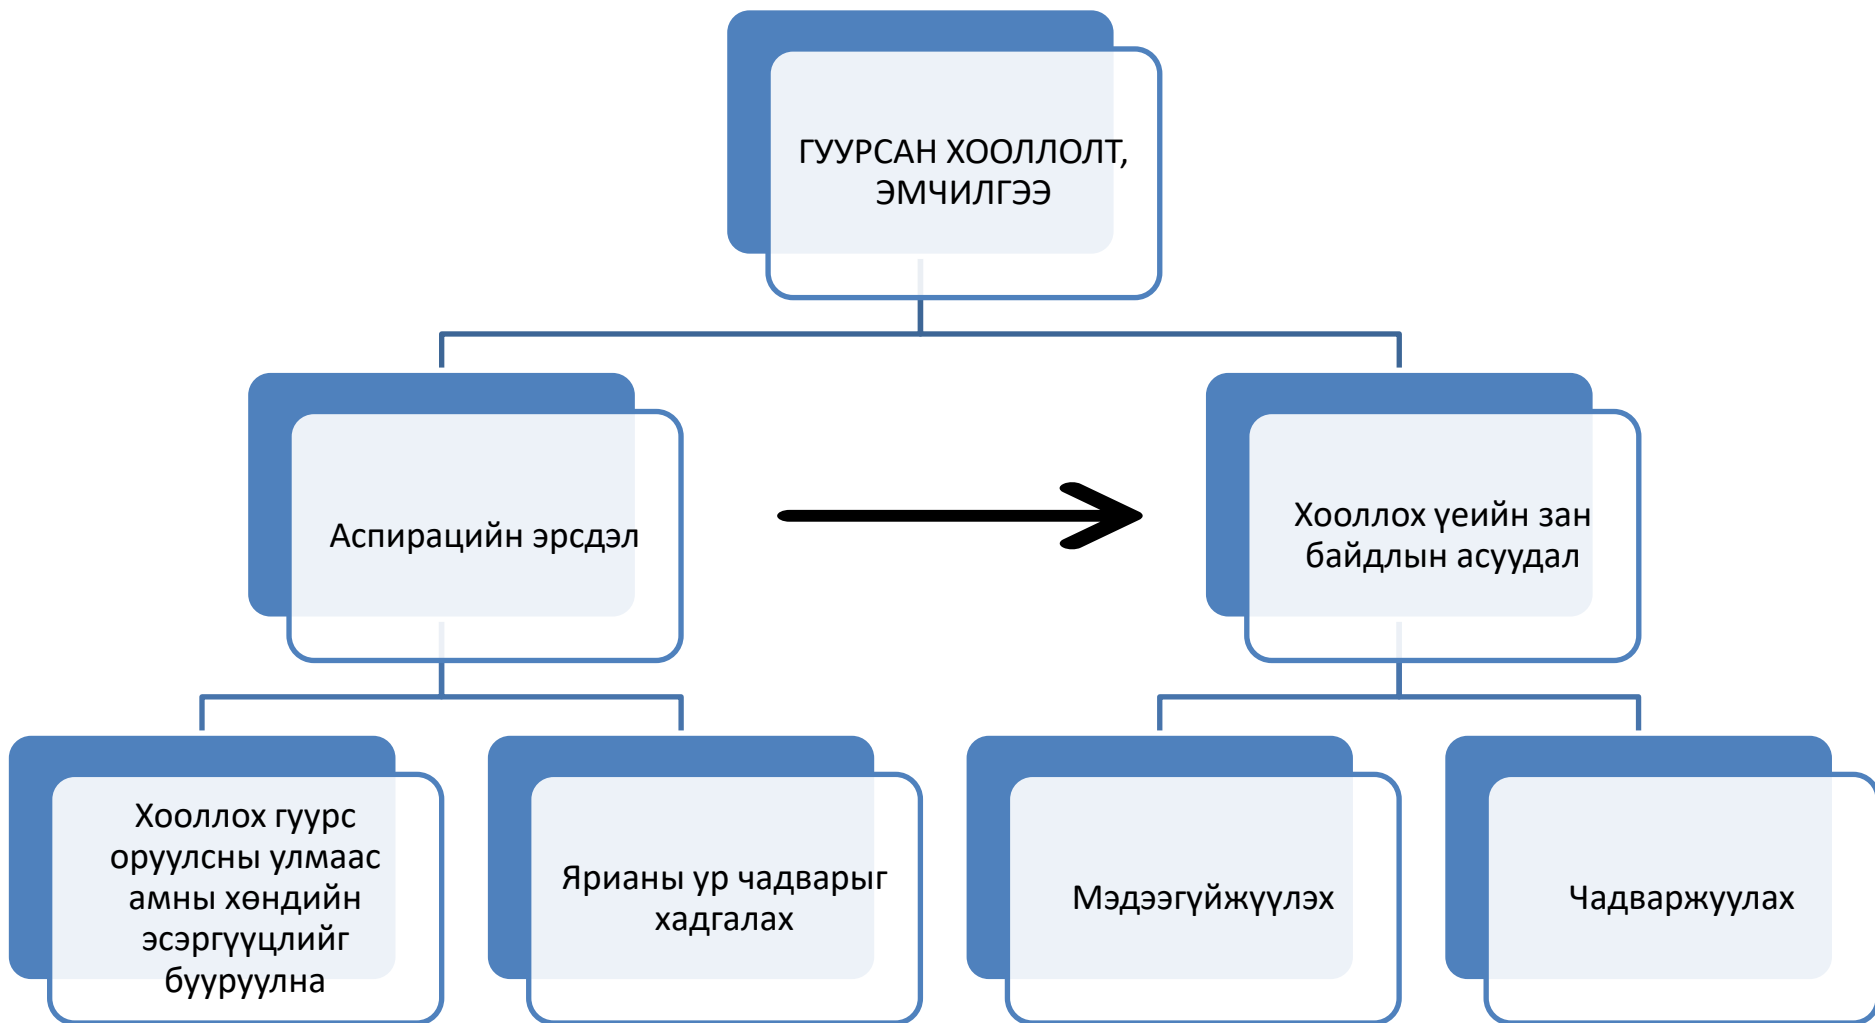 ГУУРСАН ХООЛЛОЛТ,
ЭМЧИЛГЭЭ
Аспирацийн эрсдэл
Хооллох үеийн зан
байдлын асуудал
Хооллох гуурс
оруулсны улмаас
амны хөндийн
эсэргүүцлийг
бууруулна
Ярианы ур чадварыг
хадгалах
Мэдээгүйжүүлэх
Чадваржуулах